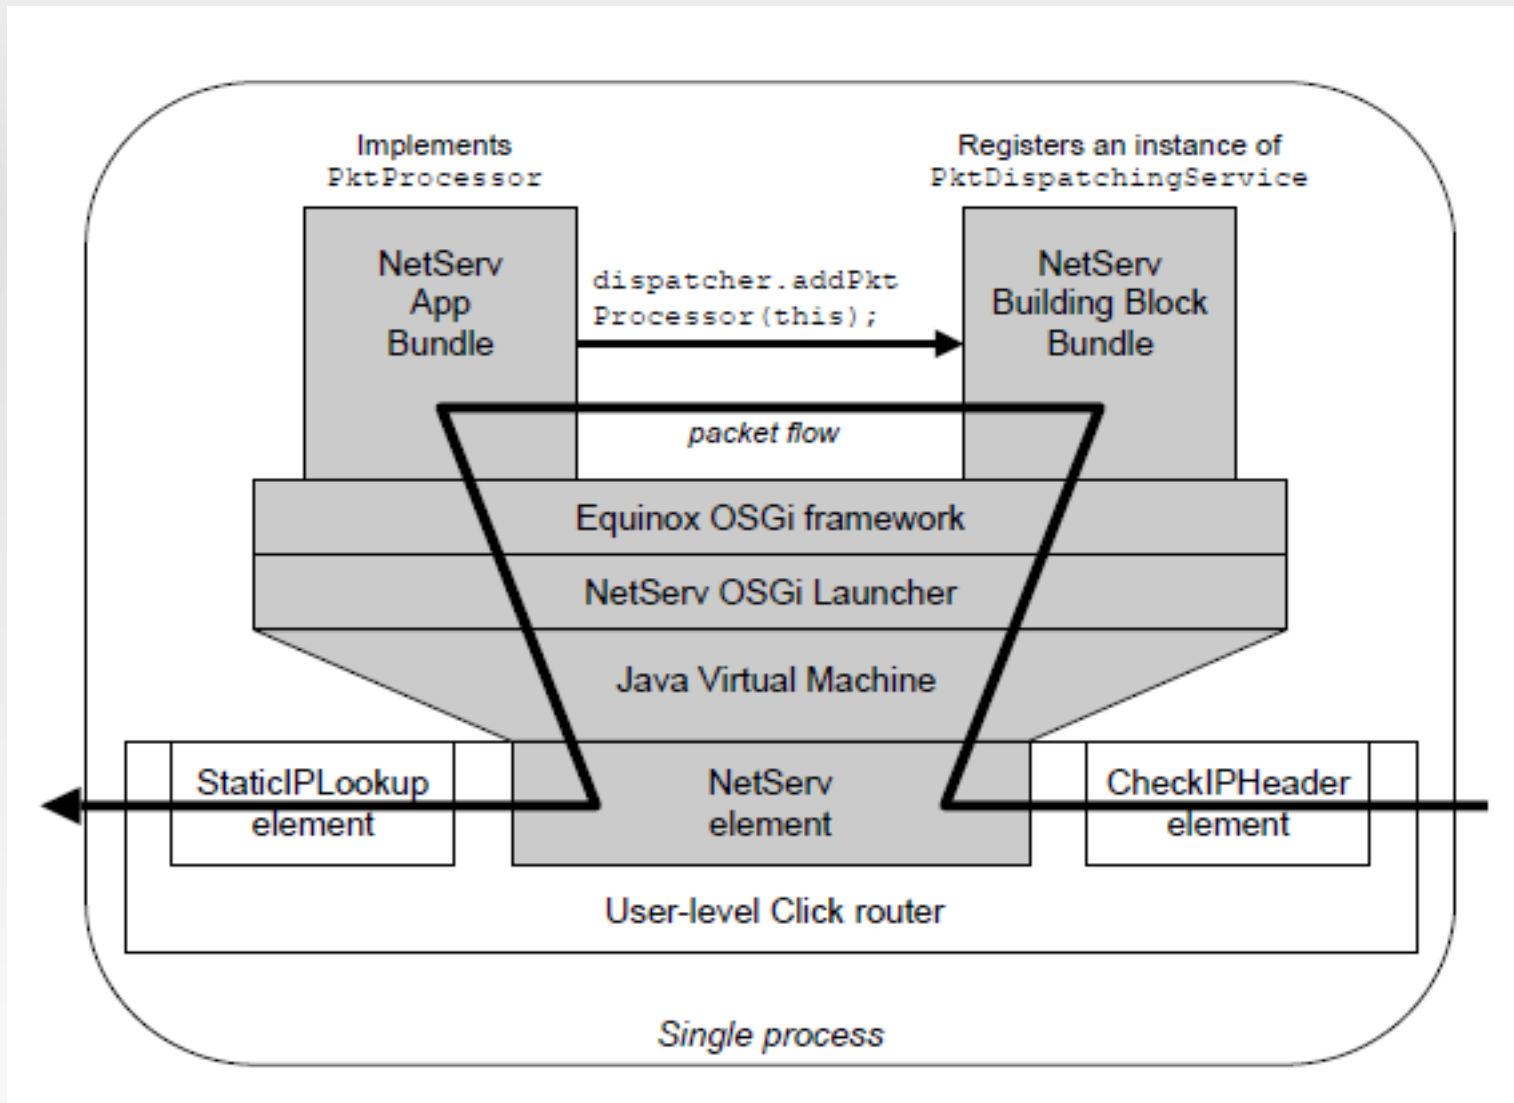 Implements
PktProcessor
Registers an instance of
PktDispatchingService
NetServ
App
Bundle
dispatcher.addPkt
Processor(this);
NetServ
Building Block
Bundle
packet flow
Equinox OSGi framework
NetServ OSGi Launcher
Java Virtual Machine
StaticIPLookup
element
NetServ
element
CheckIPHeader
element
User-level Click router
Single process